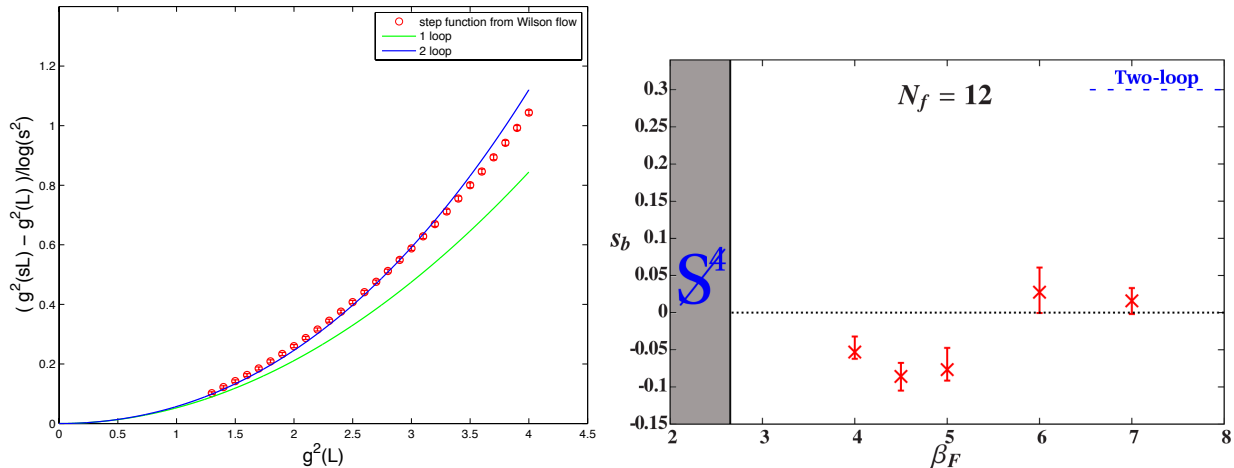 step function from Wilson flow
1 loop
2 loop
( g²(sL) − g²(L) )/log(s²)
1.2
1
0.8
0.6
0.4
0.2
0
0 0.5 1 1.5 2 2.5 3 3.5 4 4.5
g²(L)
Two-loop
N_f = 12
0.3
0.25
0.2
0.15
0.1
0.05
0
-0.05
-0.1
-0.15
s_b
S⁴
2 3 4 5 6 7 8
β_F